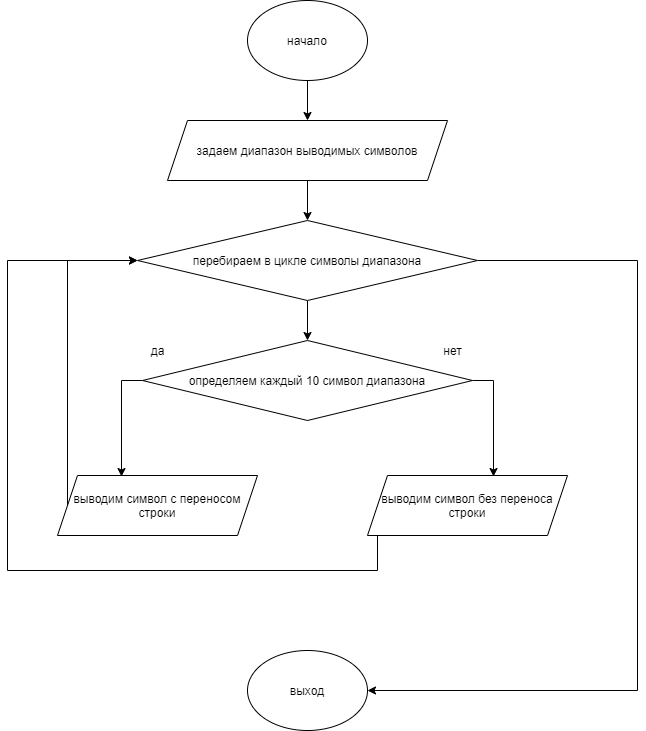 начало
задаем диапазон выводимых символов
перебираем в цикле символы диапазона
да
нет
определяем каждый 10 символ диапазона
выводим символ с переносом
строки
выводим символ без переноса
строки
выход